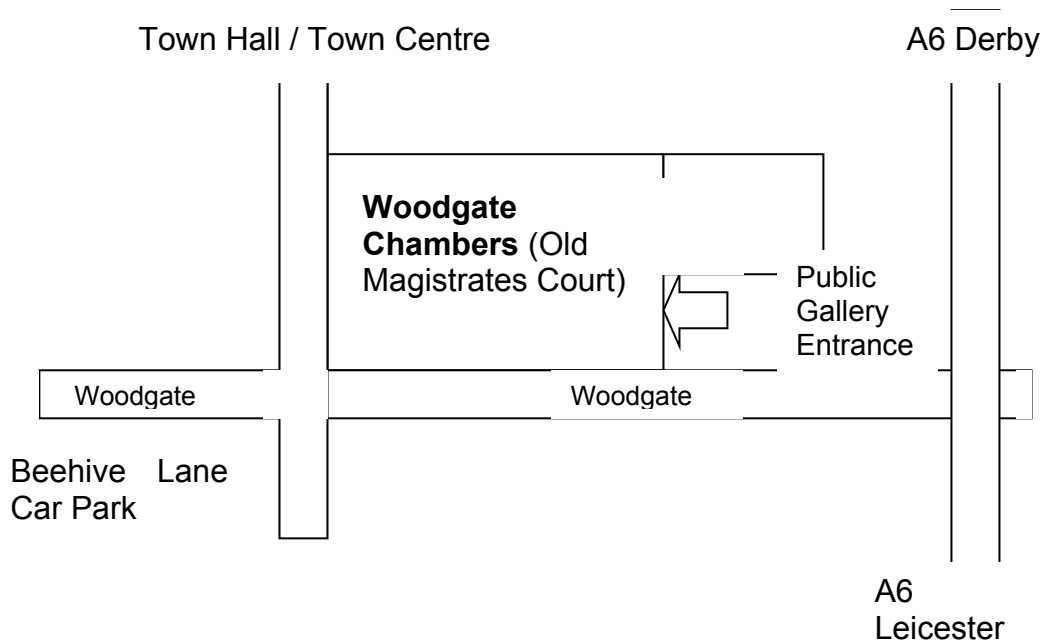 Town Hall / Town Centre
A6 Derby
Woodgate
Chambers (Old
Magistrates Court)
Public
Gallery
Entrance
Woodgate
Woodgate
Beehive Lane
Car Park
A6
Leicester